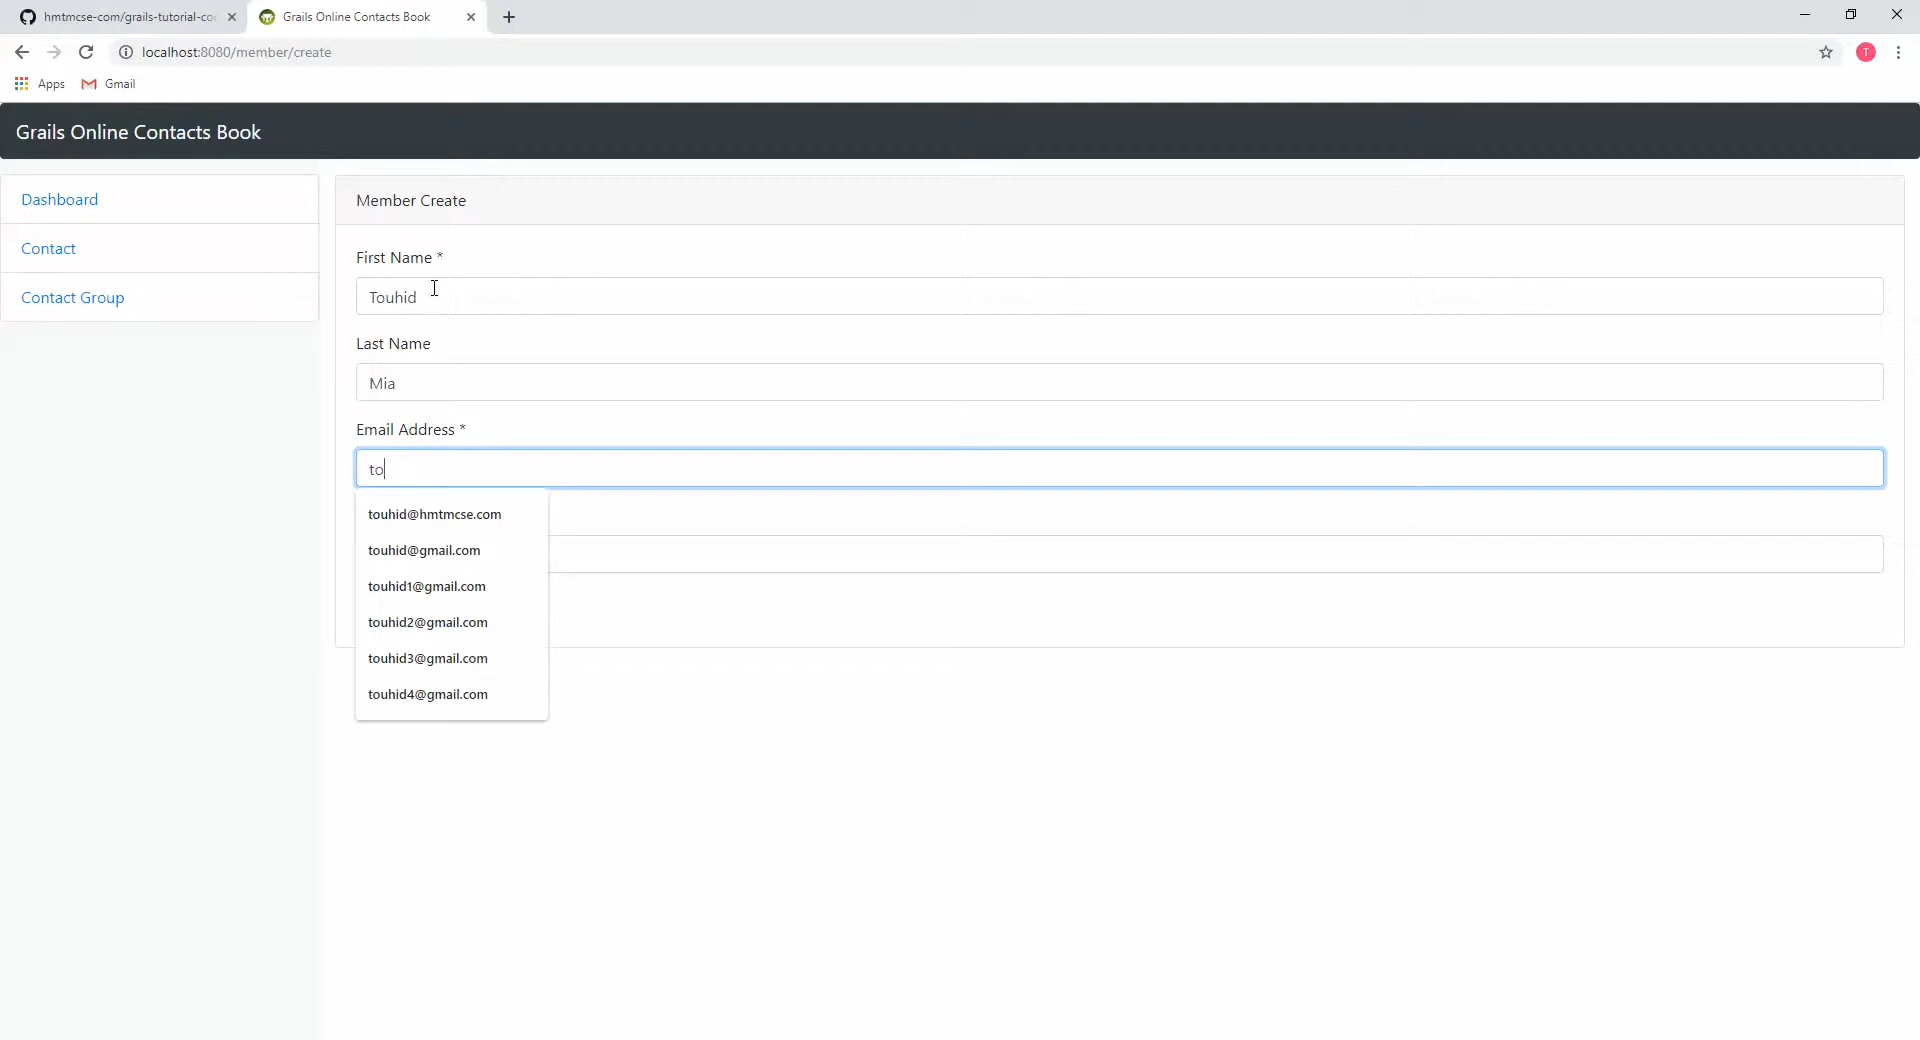 hmtmcse-com/grails-tutorial-co
Grails Online Contacts Book
localhost:8080/member/create
T
Apps
Gmail
Grails Online Contacts Book
Dashboard
Contact
Contact Group
Member Create
First Name *
Touhid
Last Name
Mia
Email Address *
to
touhid@hmtmcse.com
touhid@gmail.com
touhid1@gmail.com
touhid2@gmail.com
touhid3@gmail.com
touhid4@gmail.com